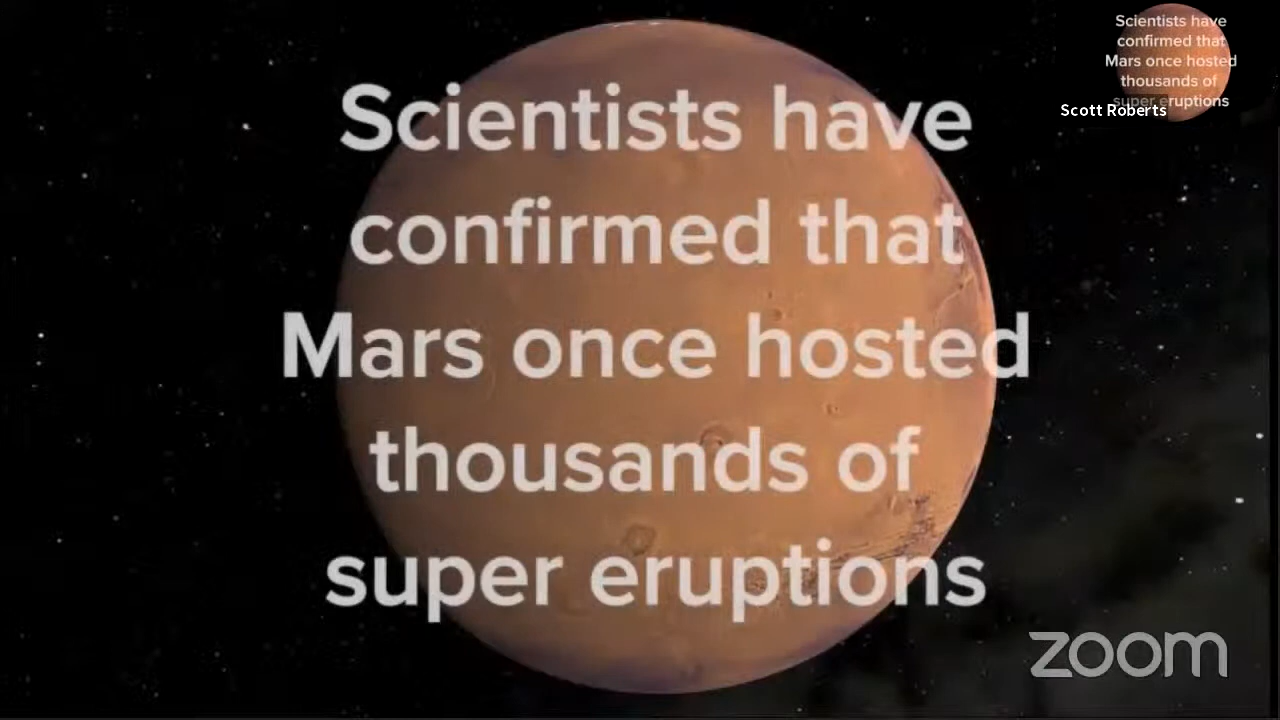 Scientists have
confirmed that
Mars once hosted
thousands of
super eruptions
Scientists have
confirmed that
Mars once hosted
thousands of
super eruptions
Scott Roberts
zoom